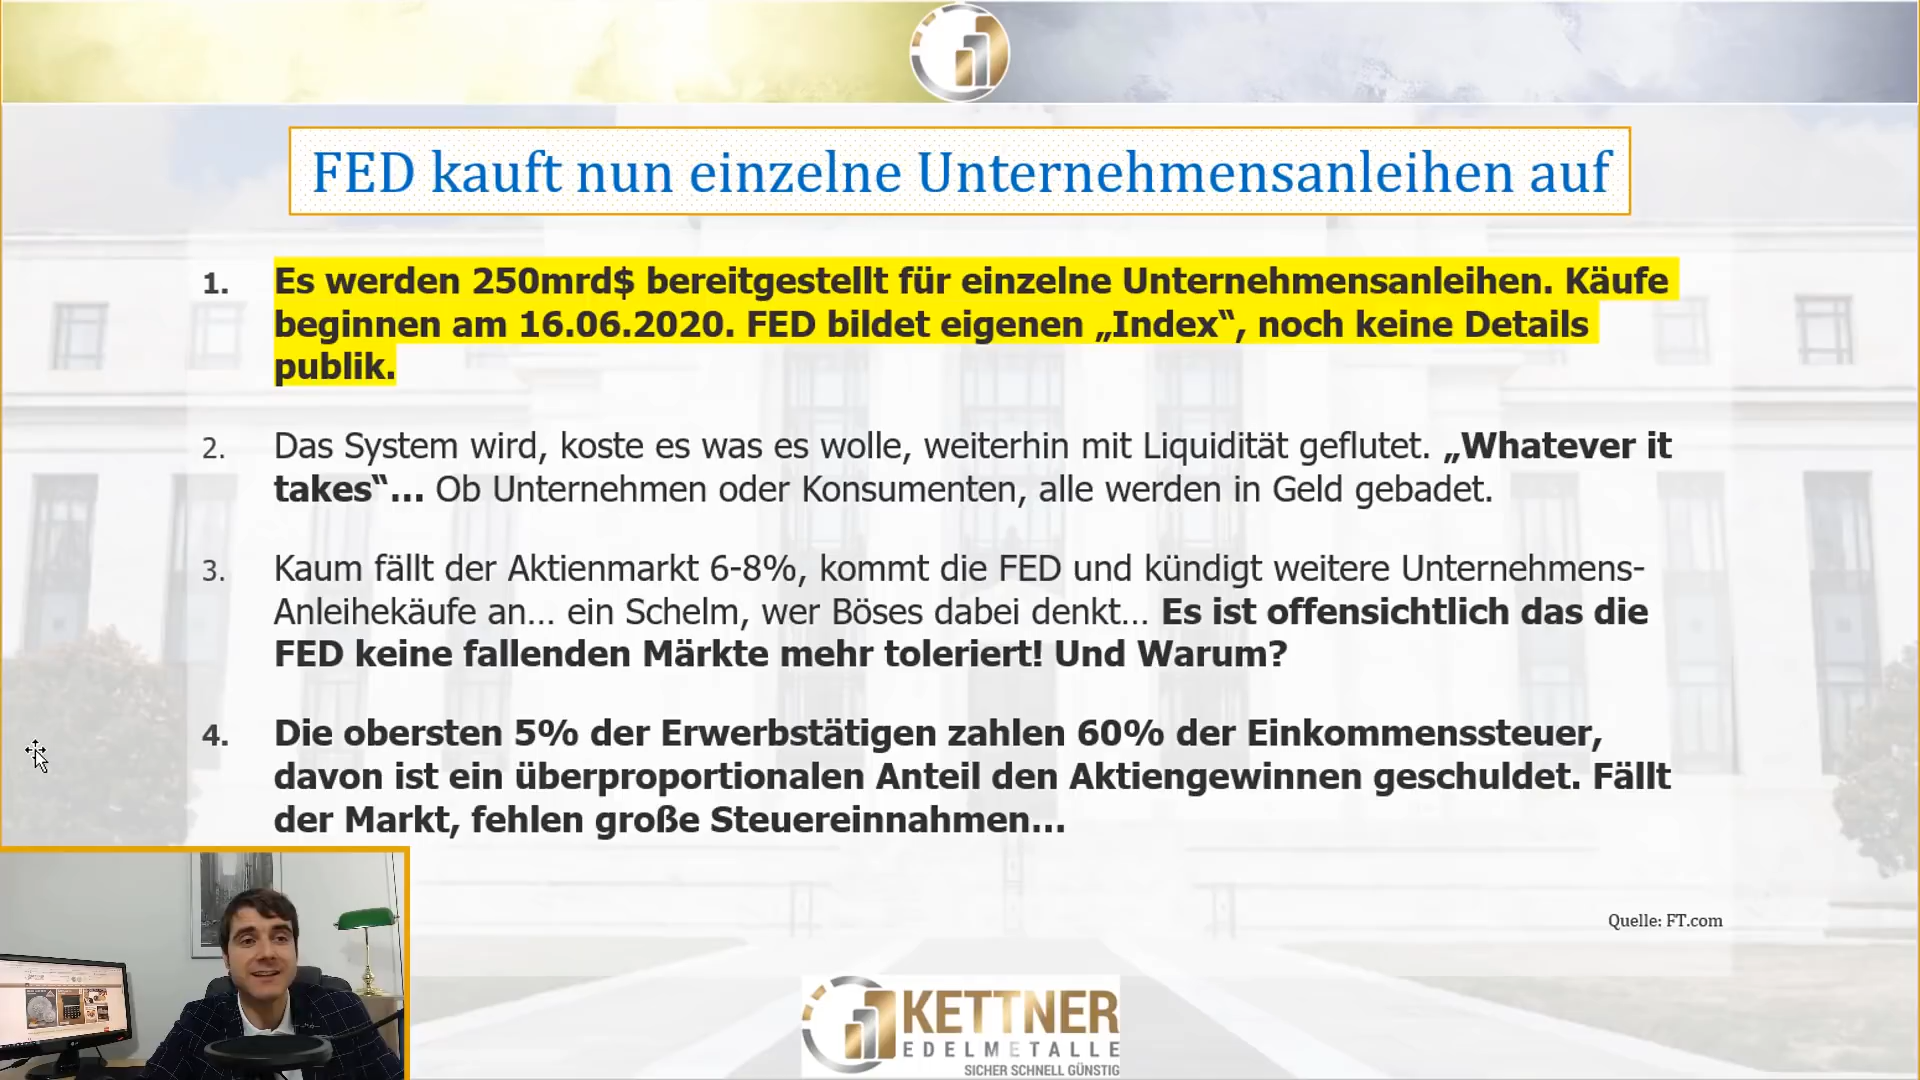 FED kauft nun einzelne Unternehmensanleihen auf
1. Es werden 250mrd$ bereitgestellt für einzelne Unternehmensanleihen. Käufe
beginnen am 16.06.2020. FED bildet eigenen „Index“, noch keine Details
publik.
2. Das System wird, koste es was es wolle, weiterhin mit Liquidität geflutet. „Whatever it
takes“… Ob Unternehmen oder Konsumenten, alle werden in Geld gebadet.
3. Kaum fällt der Aktienmarkt 6-8%, kommt die FED und kündigt weitere Unternehmens-
Anleihekäufe an… ein Schelm, wer Böses dabei denkt… Es ist offensichtlich das die
FED keine fallenden Märkte mehr toleriert! Und Warum?
4. Die obersten 5% der Erwerbstätigen zahlen 60% der Einkommenssteuer,
davon ist ein überproportionalen Anteil den Aktiengewinnen geschuldet. Fällt
der Markt, fehlen große Steuereinnahmen…
Quelle: FT.com
KETTNER
EDELMETALLE
SICHER SCHNELL GÜNSTIG